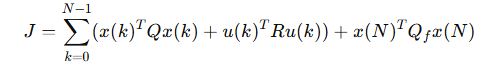 J = \sum_{k=0}^{N-1} (x(k)^T Q x(k) + u(k)^T R u(k)) + x(N)^T Q_f x(N)